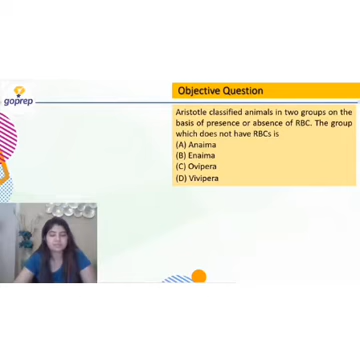 goprep
Objective Question
Aristotle classified animals in two groups on the
basis of presence or absence of RBC. The group
which does not have RBCs is
(A) Anaima
(B) Enaima
(C) Ovipera
(D) Vivipera